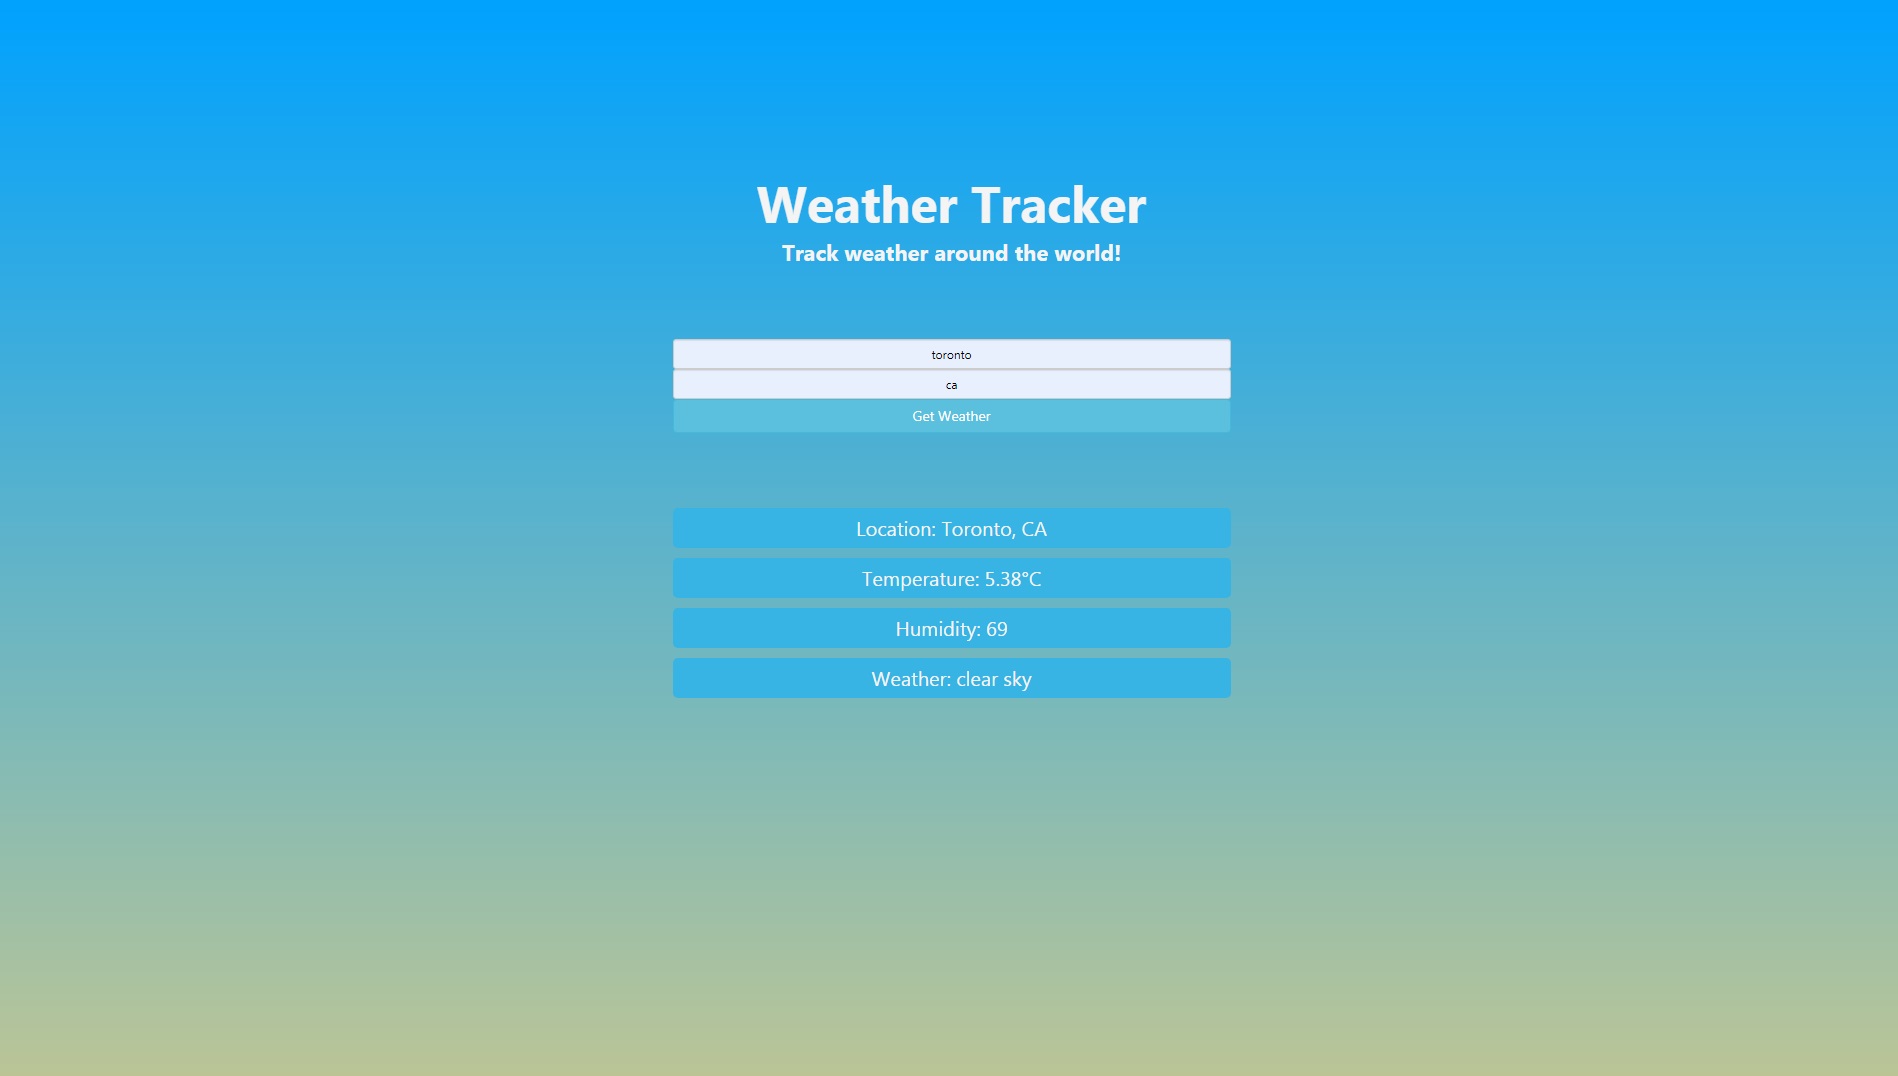 Weather Tracker
Track weather around the world!
toronto
ca
Get Weather
Location: Toronto, CA
Temperature: 5.38°C
Humidity: 69
Weather: clear sky